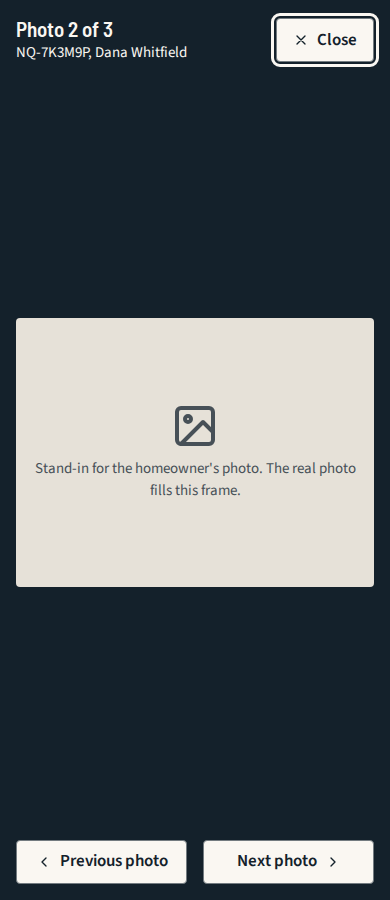 Photo 2 of 3
NQ-7K3M9P, Dana Whitfield
Close
Stand-in for the homeowner's photo. The real photo
fills this frame.
Previous photo
Next photo